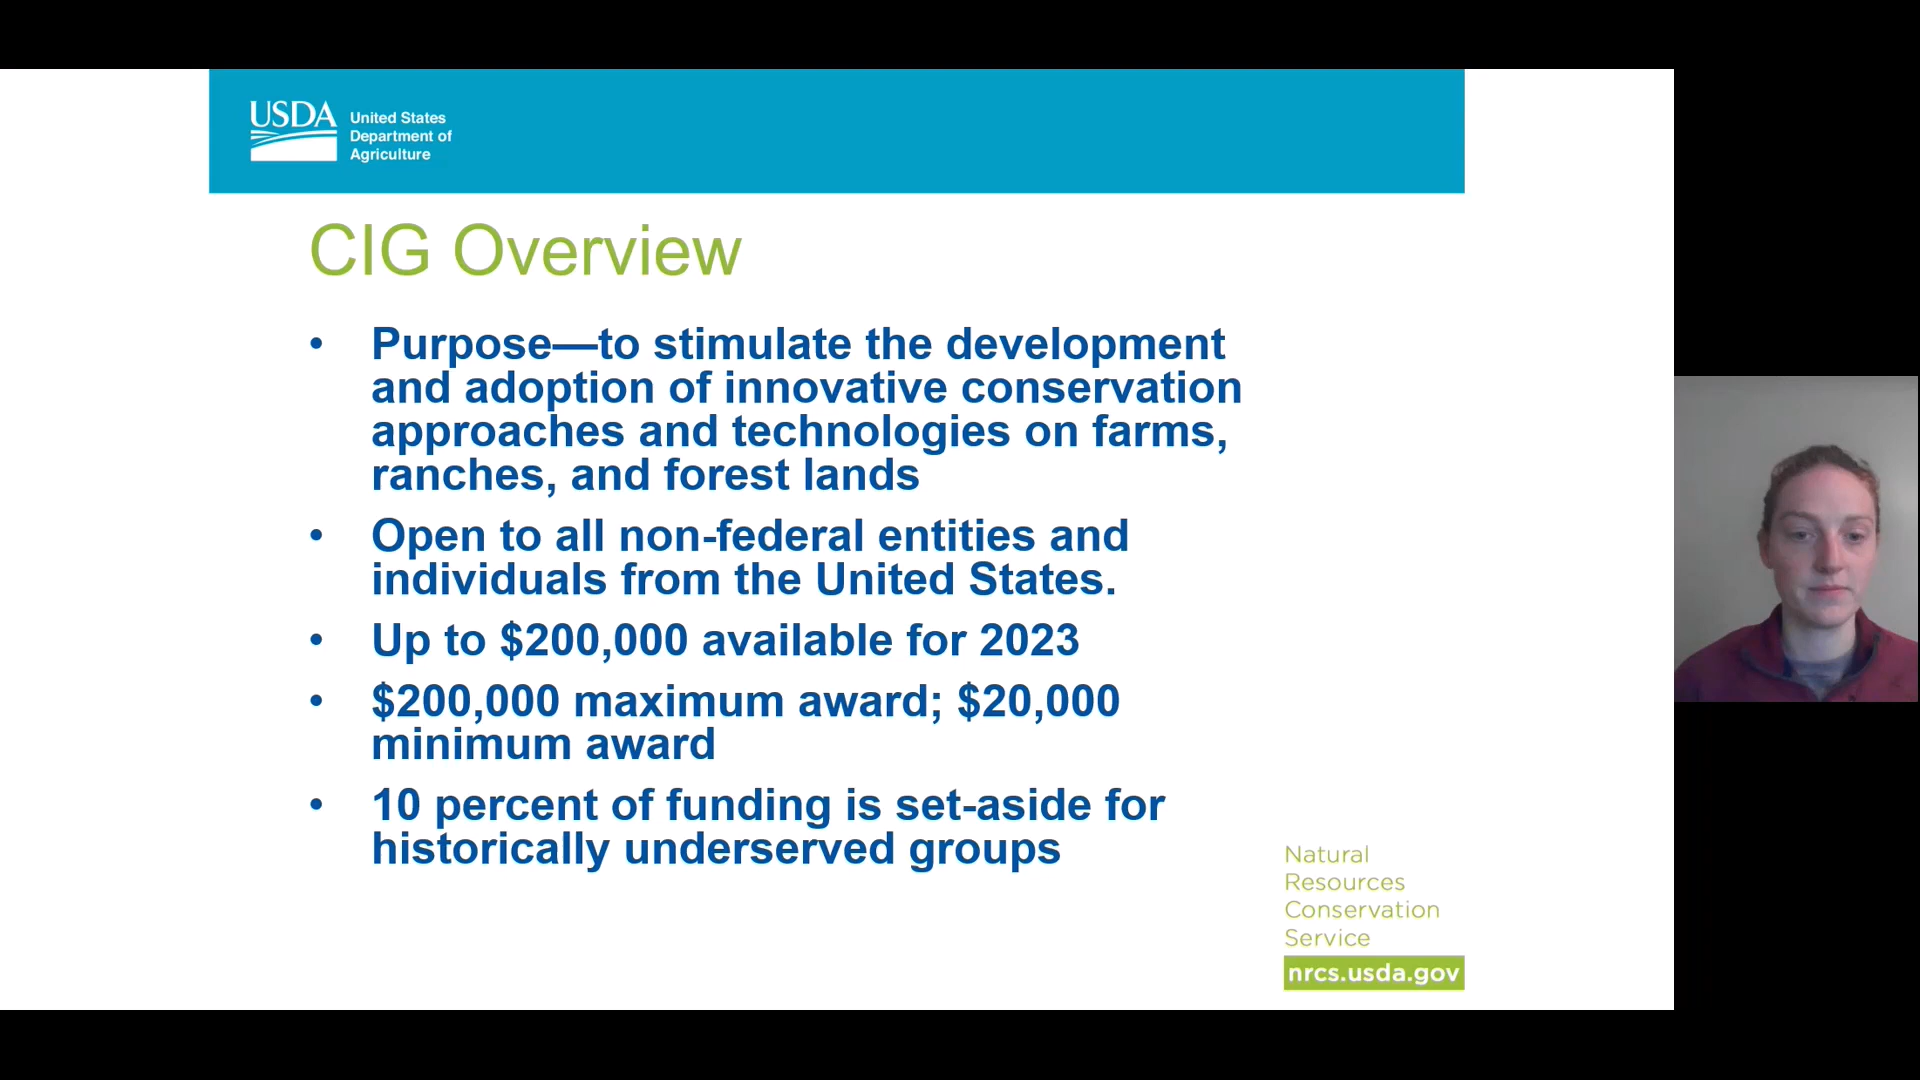 USDA
United States
Department of
Agriculture
CIG Overview
• Purpose—to stimulate the development
and adoption of innovative conservation
approaches and technologies on farms,
ranches, and forest lands
• Open to all non-federal entities and
individuals from the United States.
• Up to $200,000 available for 2023
• $200,000 maximum award; $20,000
minimum award
• 10 percent of funding is set-aside for
historically underserved groups
Natural
Resources
Conservation
Service
nrcs.usda.gov